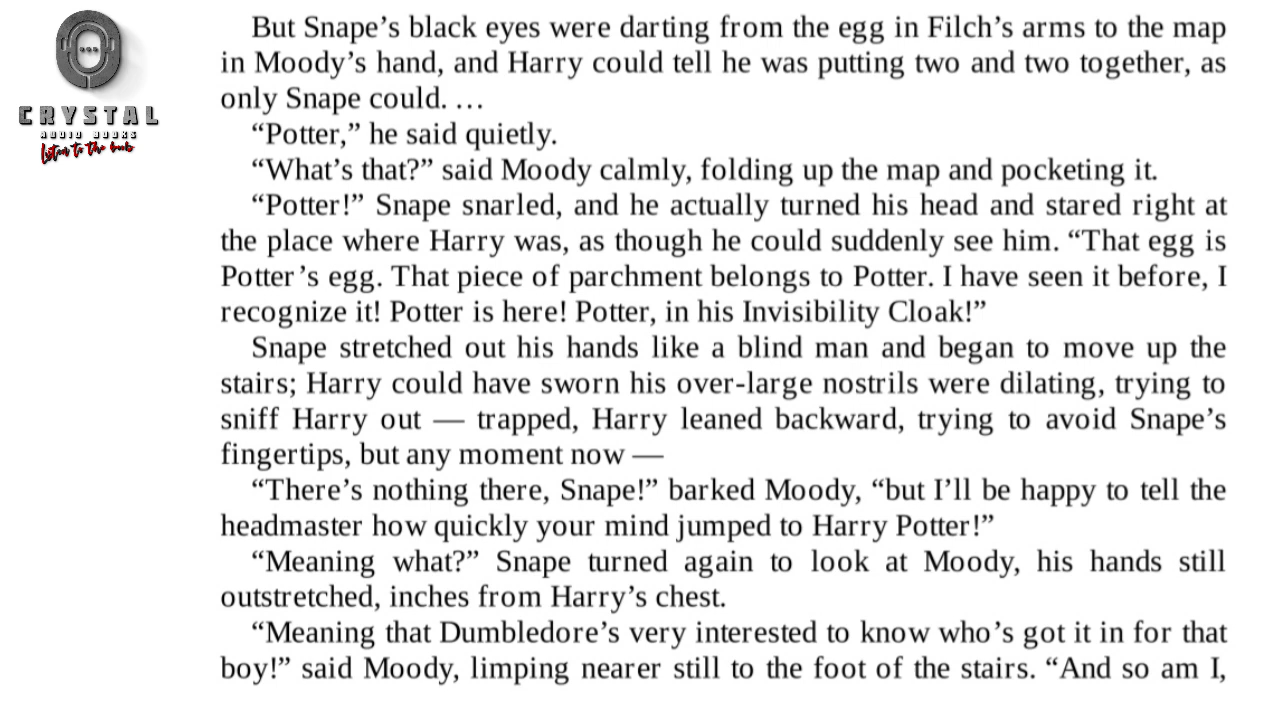 But Snape’s black eyes were darting from the egg in Filch’s arms to the map
in Moody’s hand, and Harry could tell he was putting two and two together, as
only Snape could. …
“Potter,” he said quietly.
“What’s that?” said Moody calmly, folding up the map and pocketing it.
“Potter!” Snape snarled, and he actually turned his head and stared right at
the place where Harry was, as though he could suddenly see him. “That egg is
Potter’s egg. That piece of parchment belongs to Potter. I have seen it before, I
recognize it! Potter is here! Potter, in his Invisibility Cloak!”
Snape stretched out his hands like a blind man and began to move up the
stairs; Harry could have sworn his over-large nostrils were dilating, trying to
sniff Harry out — trapped, Harry leaned backward, trying to avoid Snape’s
fingertips, but any moment now —
“There’s nothing there, Snape!” barked Moody, “but I’ll be happy to tell the
headmaster how quickly your mind jumped to Harry Potter!”
“Meaning what?” Snape turned again to look at Moody, his hands still
outstretched, inches from Harry’s chest.
“Meaning that Dumbledore’s very interested to know who’s got it in for that
boy!” said Moody, limping nearer still to the foot of the stairs. “And so am I,
CRYSTAL
AUDIO BOOKS
Listen to the book